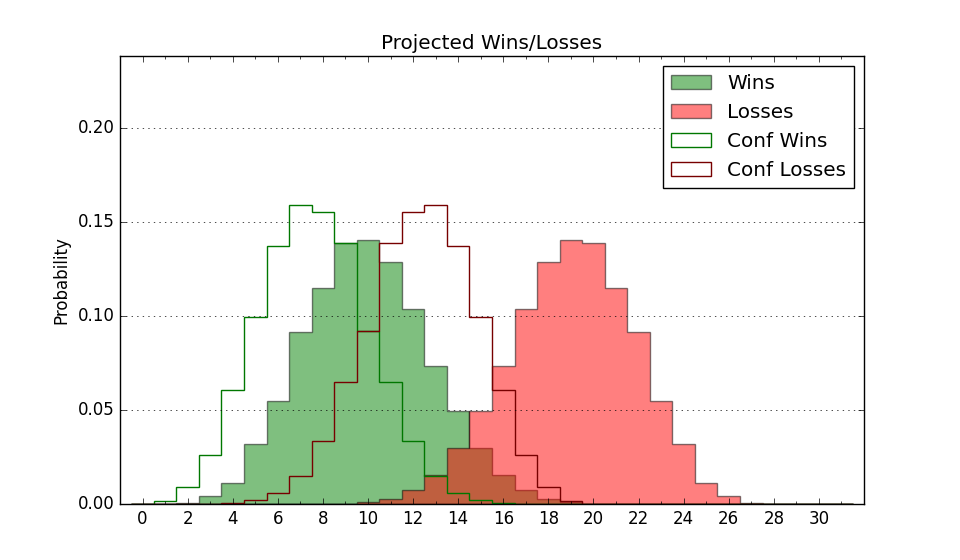 Projected Wins/Losses
Wins
Losses
Conf Wins
Conf Losses
Probability
0.20
0.15
0.10
0.05
0.00
0 2 4 6 8 10 12 14 16 18 20 22 24 26 28 30